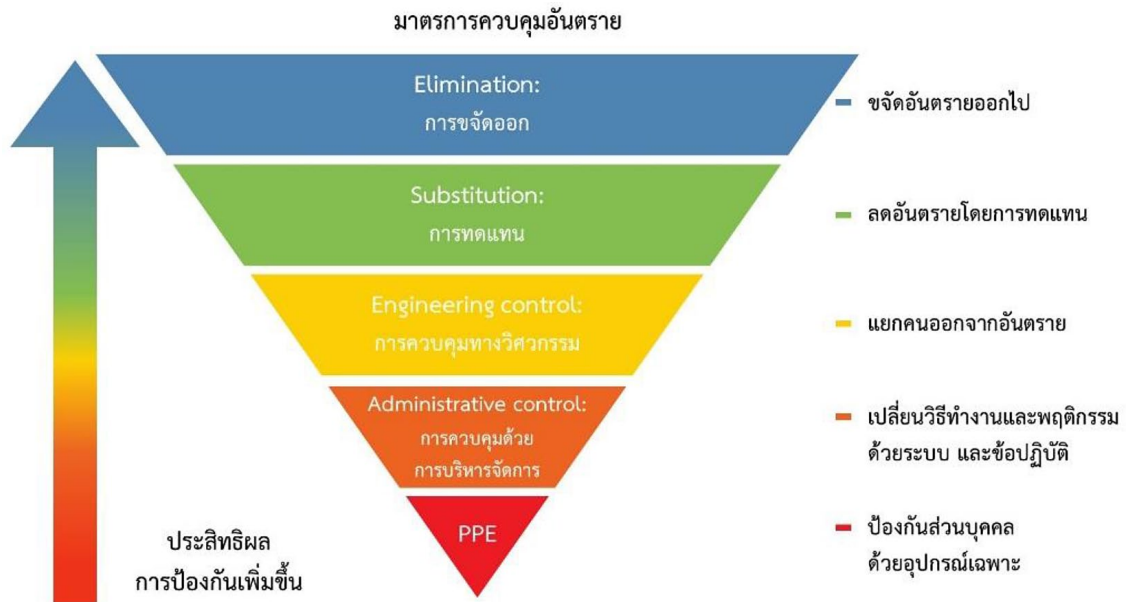 มาตรการควบคุมอันตราย
Elimination:
การขจัดออก
ขจัดอันตรายออกไป
Substitution:
การทดแทน
ลดอันตรายโดยการทดแทน
Engineering control:
การควบคุมทางวิศวกรรม
แยกคนออกจากอันตราย
Administrative control:
การควบคุมด้วย
การบริหารจัดการ
เปลี่ยนวิธีทำงานและพฤติกรรม
ด้วยระบบ และข้อปฏิบัติ
PPE
ป้องกันส่วนบุคคล
ด้วยอุปกรณ์เฉพาะ
ประสิทธิผล
การป้องกันเพิ่มขึ้น